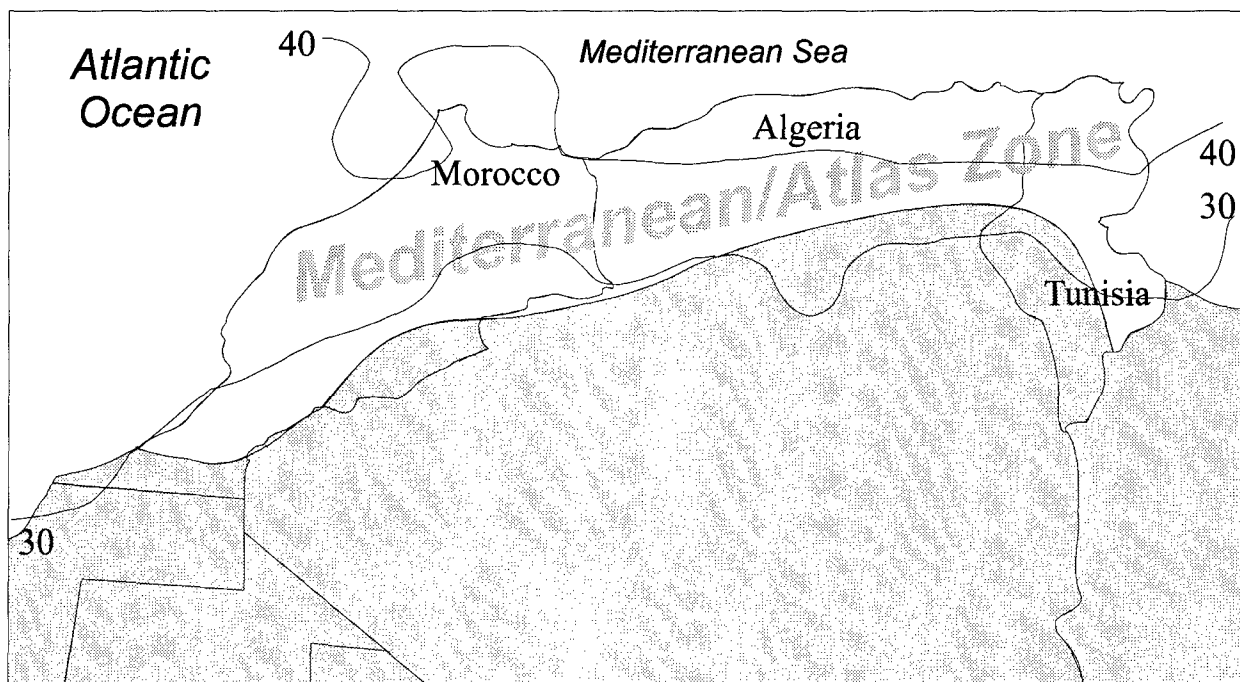 Atlantic
Ocean
40
Mediterranean Sea
Algeria
Morocco
Mediterranean/Atlas Zone
40
30
Tunisia
30